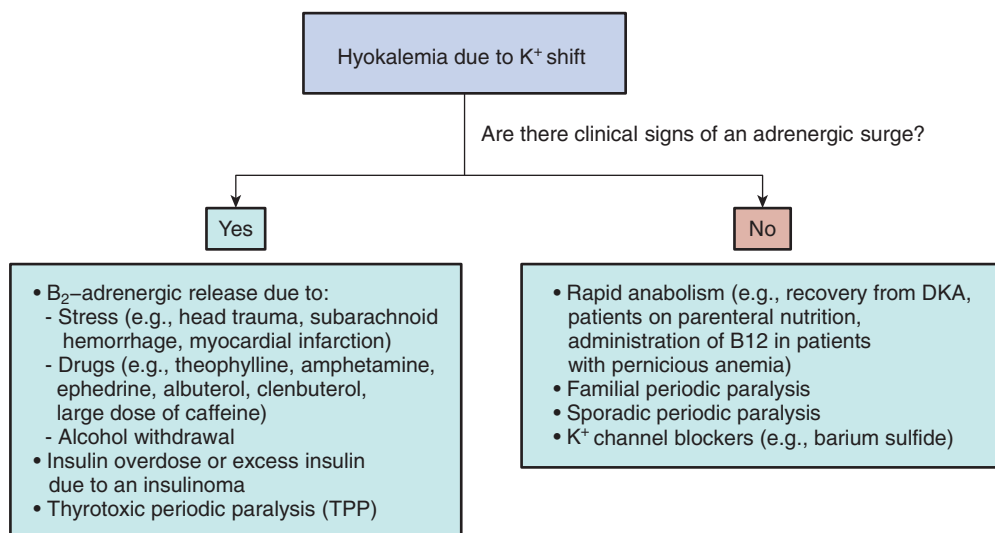 Hyokalemia due to K⁺ shift
Are there clinical signs of an adrenergic surge?
Yes
No
• B₂–adrenergic release due to:
- Stress (e.g., head trauma, subarachnoid
hemorrhage, myocardial infarction)
- Drugs (e.g., theophylline, amphetamine,
ephedrine, albuterol, clenbuterol,
large dose of caffeine)
- Alcohol withdrawal
• Insulin overdose or excess insulin
due to an insulinoma
• Thyrotoxic periodic paralysis (TPP)
• Rapid anabolism (e.g., recovery from DKA,
patients on parenteral nutrition,
administration of B12 in patients
with pernicious anemia)
• Familial periodic paralysis
• Sporadic periodic paralysis
• K⁺ channel blockers (e.g., barium sulfide)